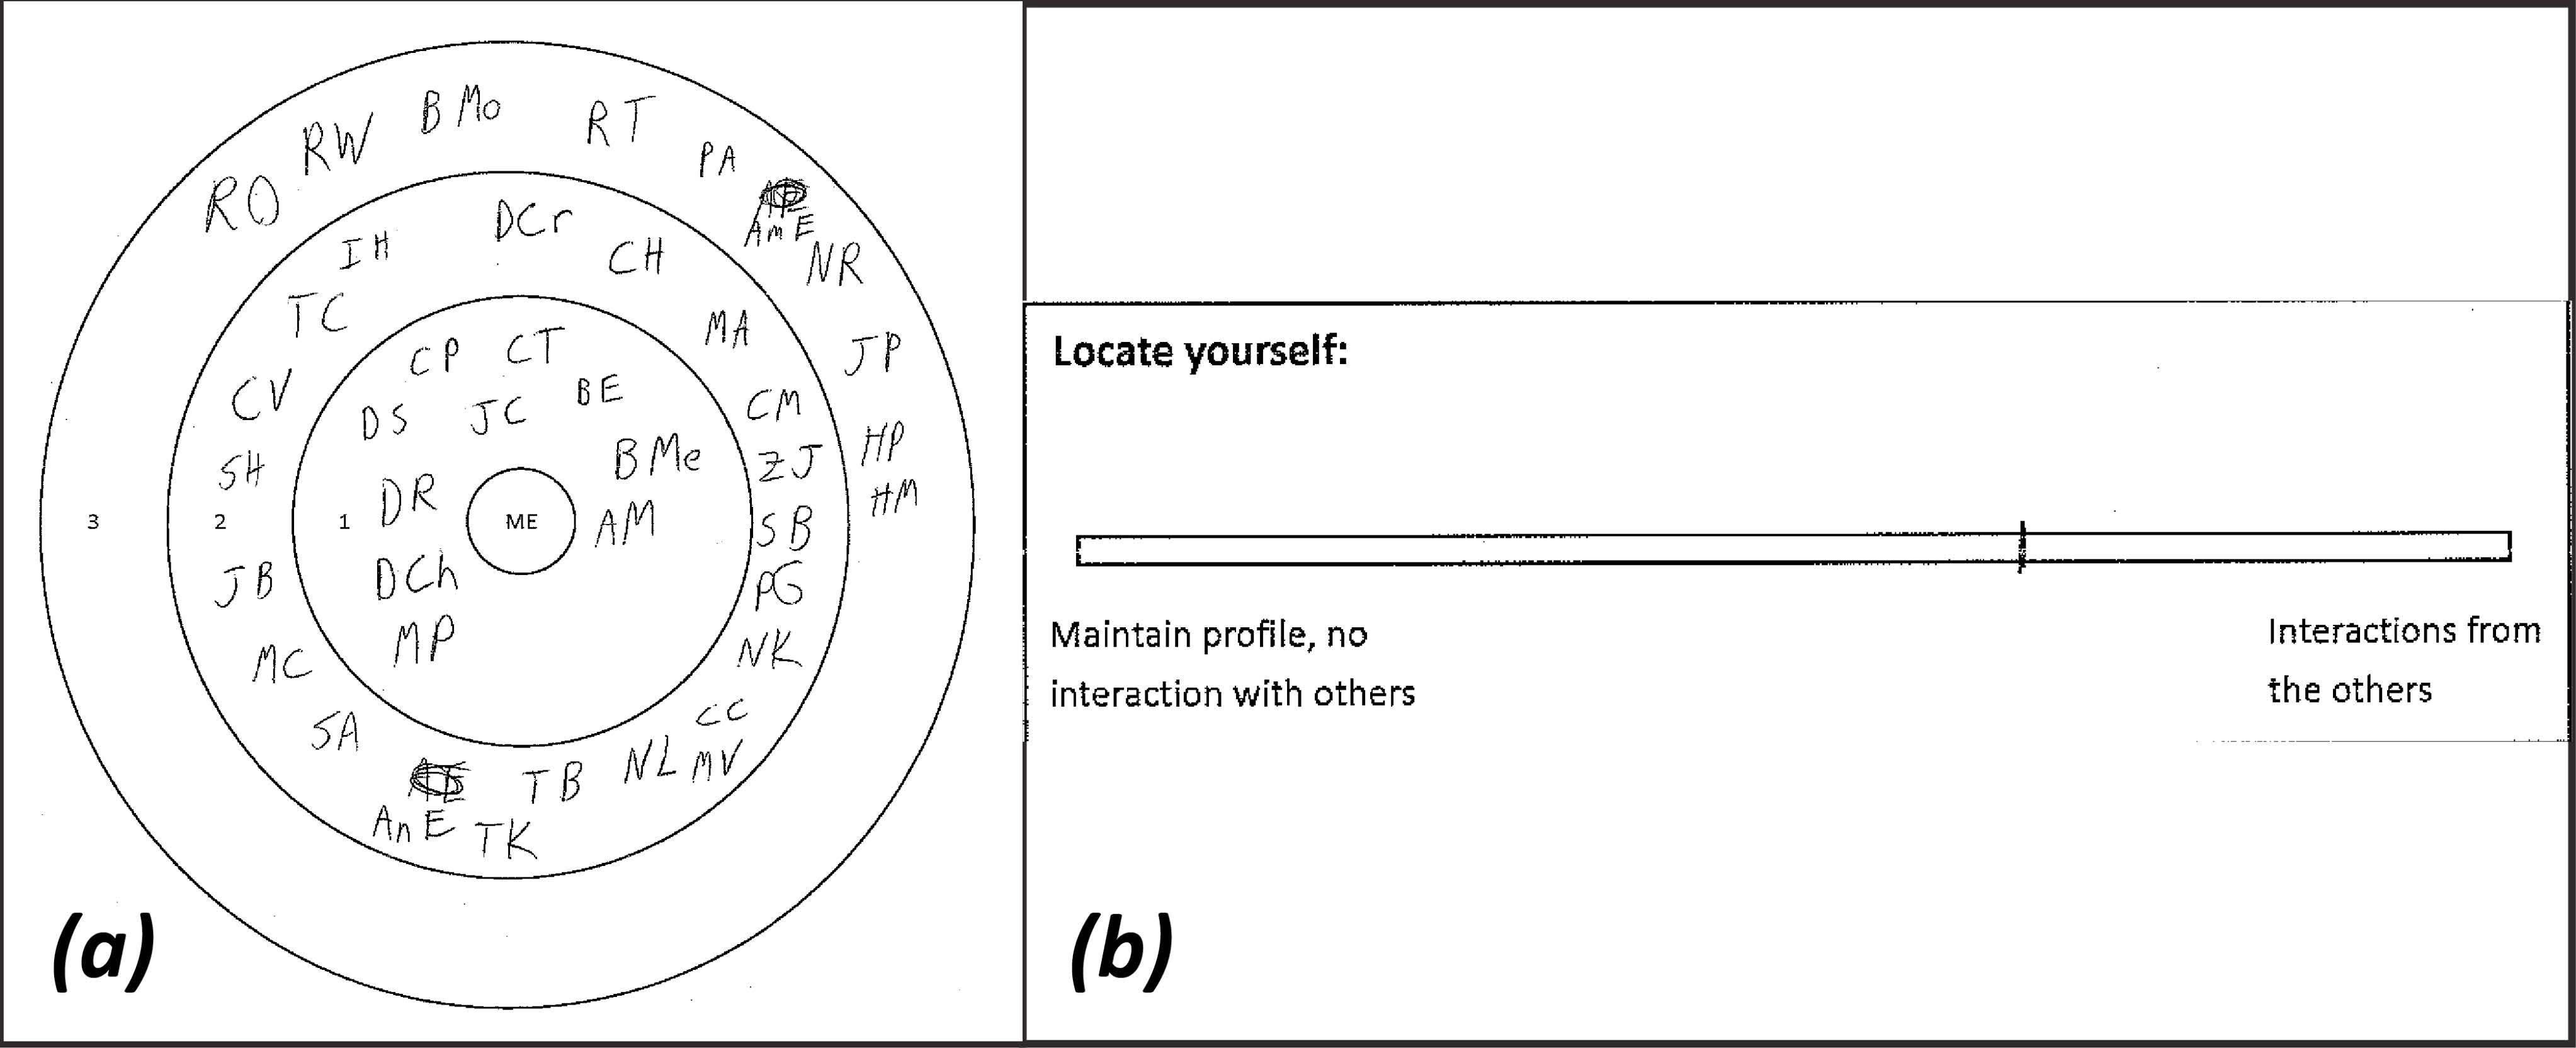 B Mo
RT
RW
PA
RO
AmE
DCr
NR
IH
CH
TC
MA
JP
CP
CT
CV
BE
CM
DS
JC
HP
BMe
SH
ZJ
DR
HM
3
2
1
ME
AM
SB
JB
DCh
PG
MP
NK
MC
CC
SA
NL
MV
TB
AnE
TK
(a)
Locate yourself:
Maintain profile, no
interaction with others
Interactions from
the others
(b)